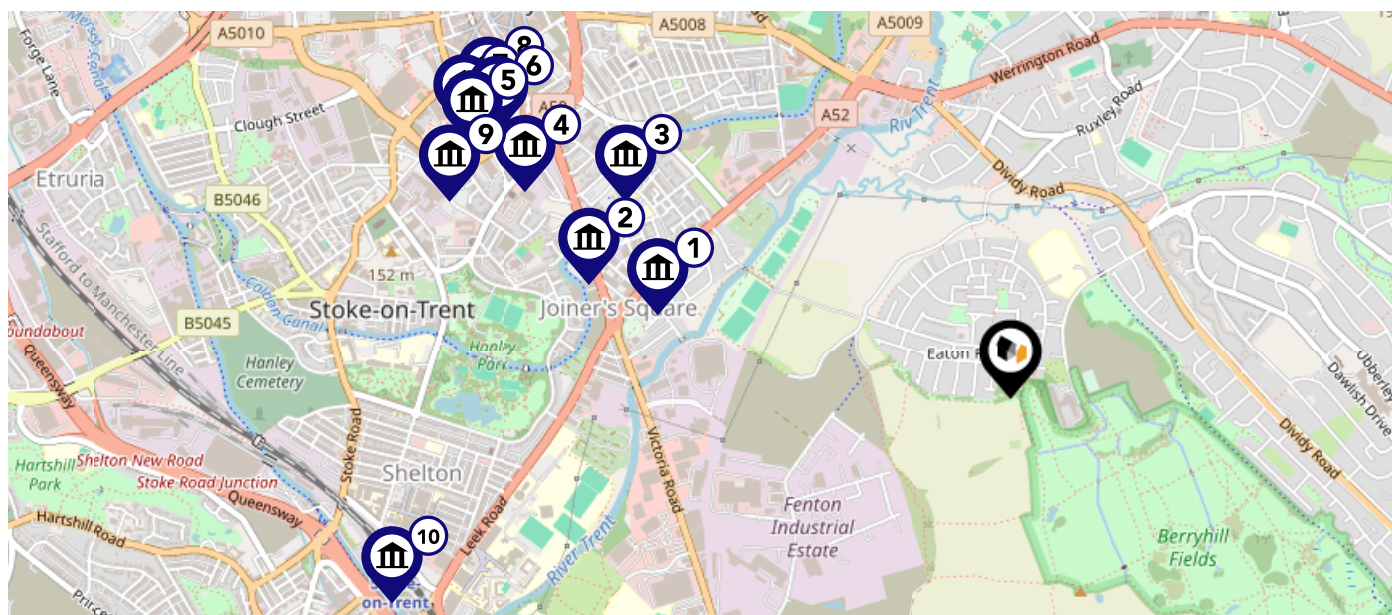 A5010
A5008
A5009
Werrington Road
Forge Lane
Clough Street
8
6
5
A52
Ruxley Road
9
4
3
Etruria
B5046
Dividy Road
2
1
Stafford to Manchester Line
152 m
Caldon Canal
Stoke-on-Trent
Joiner's Square
B5045
Hanley
Park
Hanley
Cemetery
Queensway
Stoke Road
Shelton
Victoria Road
Ubberley
Dawlish Drive
Dividy Road
Hartshill
Park
Shelton New Road
Stoke Road Junction
Queensway
Leek Road
Hartshill Road
Fenton
Industrial
Estate
River Trent
Berryhill
Fields
10
on-Trent